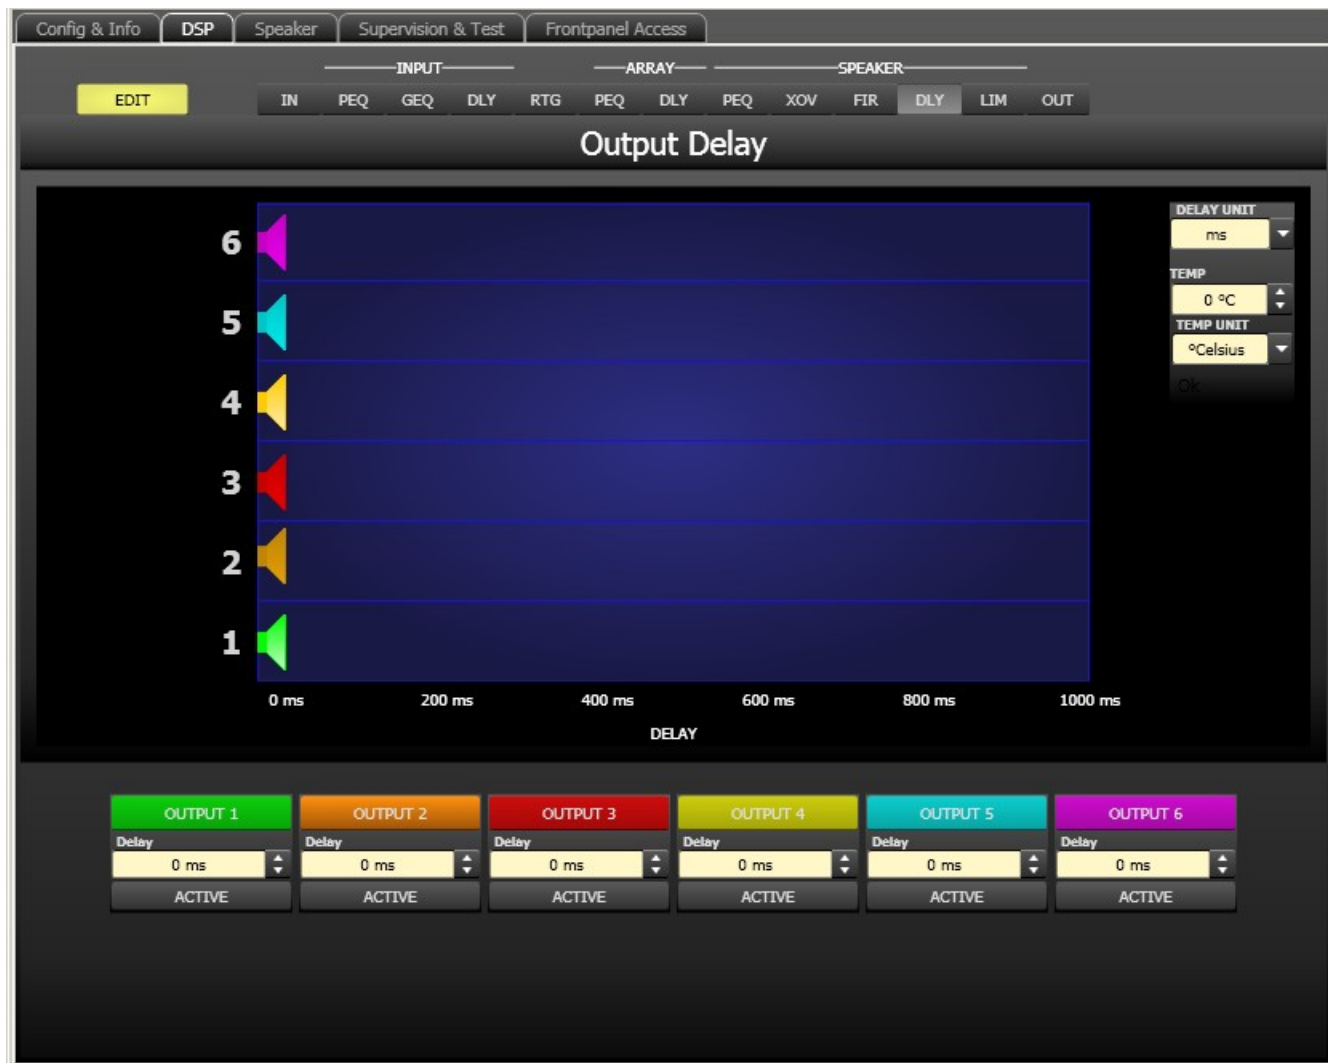 Config & Info DSP Speaker Supervision & Test Frontpanel Access
INPUT ARRAY SPEAKER
EDIT IN PEQ GEQ DLY RTG PEQ DLY PEQ XOV FIR DLY LIM OUT
Output Delay
DELAY UNIT
ms
TEMP
0 ºC
TEMP UNIT
ºCelsius
Ok
6
5
4
3
2
1
0 ms 200 ms 400 ms 600 ms 800 ms 1000 ms
DELAY
OUTPUT 1 OUTPUT 2 OUTPUT 3 OUTPUT 4 OUTPUT 5 OUTPUT 6
Delay Delay Delay Delay Delay Delay
0 ms 0 ms 0 ms 0 ms 0 ms 0 ms
ACTIVE ACTIVE ACTIVE ACTIVE ACTIVE ACTIVE